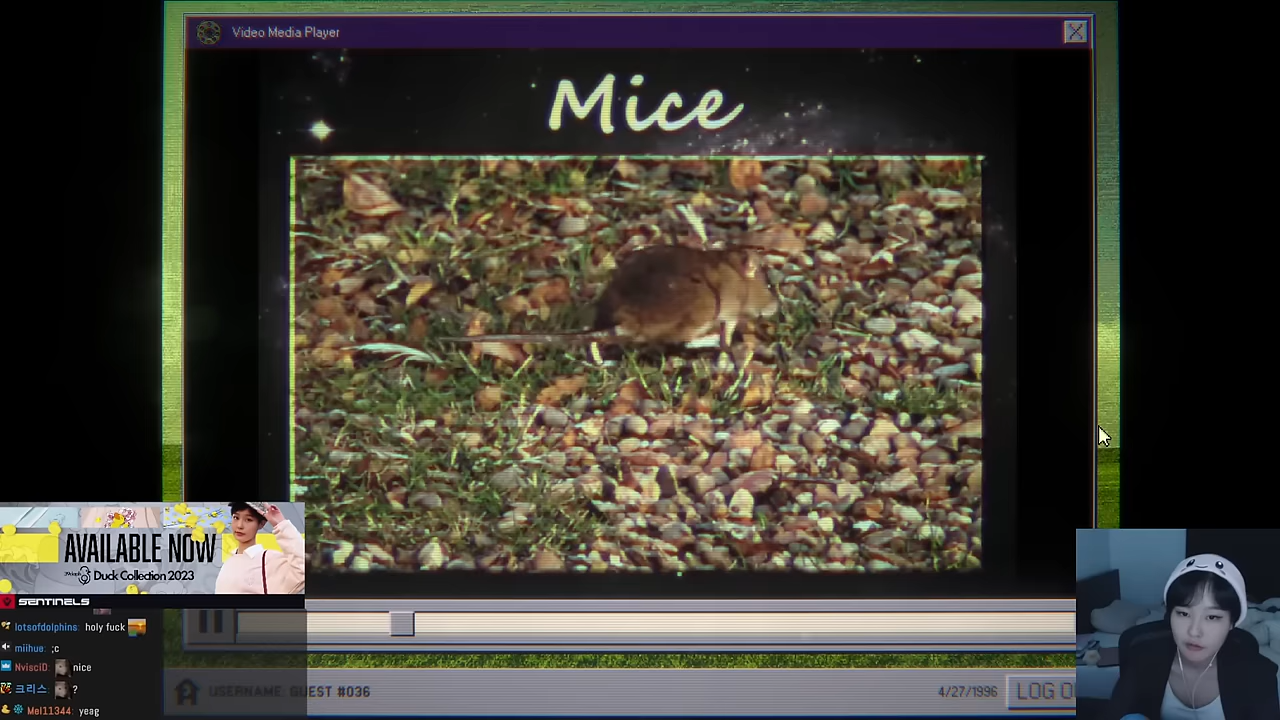 Video Media Player
Mice
AVAILABLE NOW
Duck Collection 2023
SENTINELS
lotsofdolphins: holy fuck
miihue: ;c
NvisciD: nice
크리스: ?
Mel11344: yeag
USERNAME: GUEST #036
4/27/1996
LOG O